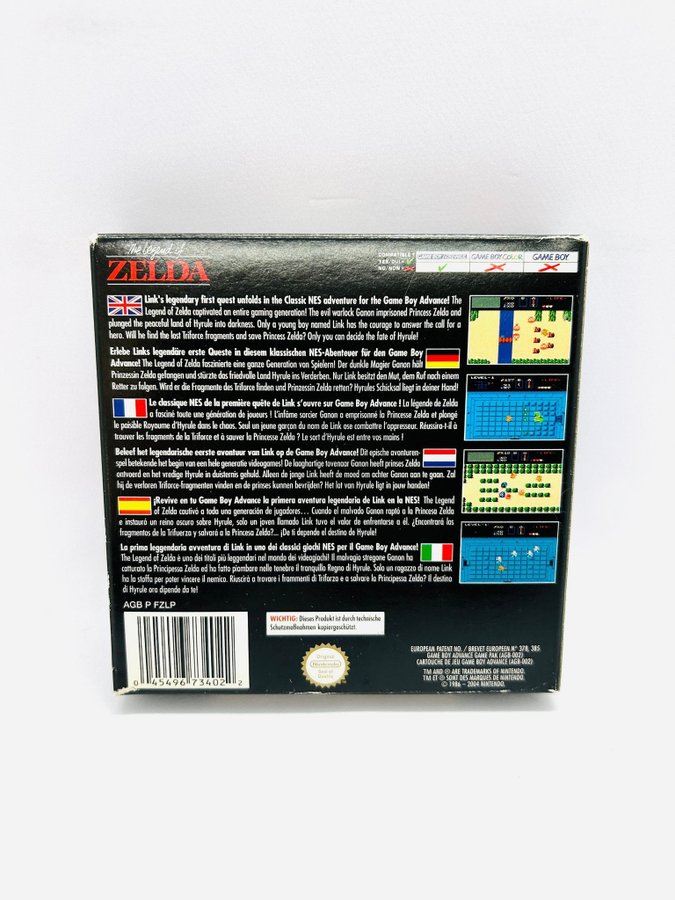 The Legend of
ZELDA
COMPATIBLE ?
YES/OUI=✓
NO/NON=✗
GAME BOY ADVANCE
GAME BOY COLOR
GAME BOY
Link's legendary first quest unfolds in the Classic NES adventure for the Game Boy Advance! The
Legend of Zelda captivated an entire gaming generation! The evil warlock Ganon imprisoned Princess Zelda and
plunged the peaceful land of Hyrule into darkness. Only a young boy named Link has the courage to answer the call for a
hero. Will he find the lost Triforce fragments and save Princess Zelda? Only you can decide the fate of Hyrule!
Erlebe Links legendäre erste Queste in diesem klassischen NES-Abenteuer für den Game Boy
Advance! The Legend of Zelda faszinierte eine ganze Generation von Spielern! Der dunkle Magier Ganon hält
Prinzessin Zelda gefangen und stürzte das friedvolle Land Hyrule ins Verderben. Nur Link besitzt den Mut, dem Ruf nach einem
Retter zu folgen. Wird er die Fragmente des Triforce finden und Prinzessin Zelda retten? Hyrules Schicksal liegt in deiner Hand!
Le classique NES de la première quête de Link s'ouvre sur Game Boy Advance ! La légende de Zelda
a fasciné toute une génération de joueurs ! L'infâme sorcier Ganon a emprisonné la Princesse Zelda et plongé
le paisible Royaume d'Hyrule dans le chaos. Seul un jeune garçon du nom de Link ose combattre l'oppresseur. Réussira-t-il à
trouver les fragments de la Triforce et à sauver la Princesse Zelda ? Le sort d'Hyrule est entre vos mains !
Beleef het legendarische eerste avontuur van Link op de Game Boy Advance! Dit epische avonturen-
spel betekende het begin van een hele generatie videogames! De laaghartige tovenaar Ganon heeft prinses Zelda
ontvoerd en het vredige Hyrule in duisternis gehuld. Alleen de jonge Link heeft de moed om achter Ganon aan te gaan. Zal
hij de verloren Triforce-fragmenten vinden en de prinses kunnen bevrijden? Het lot van Hyrule ligt in jouw handen!
¡Revive en tu Game Boy Advance la primera aventura legendaria de Link en la NES! The Legend
of Zelda cautivó a toda una generación de jugadores... Cuando el malvado Ganon raptó a la Princesa Zelda
e instauró un reino oscuro sobre Hyrule, solo un joven llamado Link tuvo el valor de enfrentarse a él. ¿Encontrará los
fragmentos de la Trifuerza y salvará a la Princesa Zelda?... ¡De ti depende el destino de Hyrule!
La prima leggendaria avventura di Link in uno dei classici giochi NES per il Game Boy Advance!
The Legend of Zelda è uno dei titoli più leggendari nel mondo dei videogiochi! Il malvagio stregone Ganon ha
catturato la Principessa Zelda ed ha fatto piombare nelle tenebre il tranquillo Regno di Hyrule. Solo un ragazzo di nome Link
ha la stoffa per poter vincere il nemico. Riuscirà a trovare i frammenti di Triforce e a salvare la Principessa Zelda? Il destino
di Hyrule ora dipende da te!
LEVEL-1
LEVEL-1
AGB P FZLP
0 45496 73402 2
WICHTIG: Dieses Produkt ist durch technische
Schutzmaßnahmen kopiergeschützt.
Original
Nintendo
Seal of
Quality
EUROPEAN PATENT NO. / BREVET EUROPEEN N° 378, 385
GAME BOY ADVANCE GAME PAK (AGB-002)
CARTOUCHE DE JEU GAME BOY ADVANCE (AGB-002)
TM AND ® ARE TRADEMARKS OF NINTENDO.
TM ET ® SONT DES MARQUES DE NINTENDO.
© 1986 – 2004 NINTENDO.